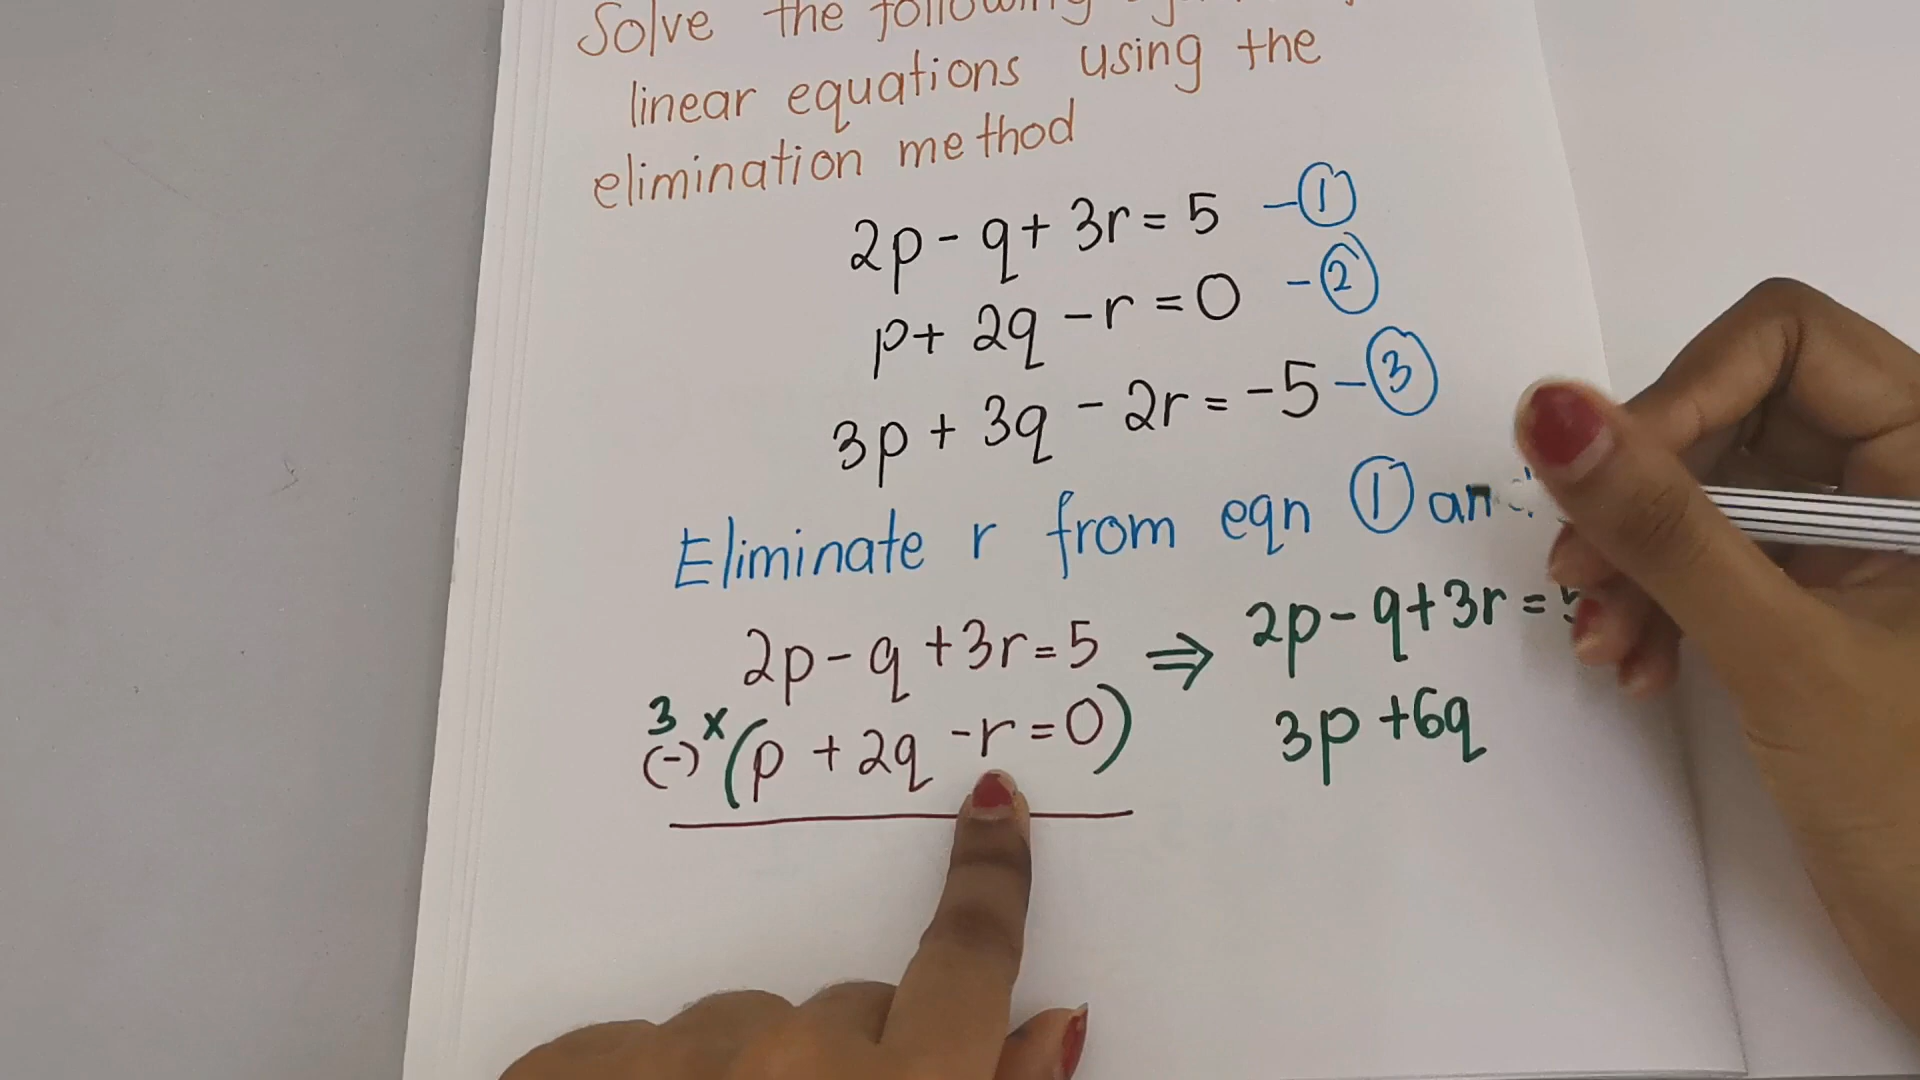 Solve the following
linear equations using the
elimination method
2p - q + 3r = 5 - ①
p + 2q - r = 0 - ②
3p + 3q - 2r = -5 - ③
Eliminate r from eqn ①
2p - q + 3r = 5 ⇒ 2p - q + 3r =
3 (-) × (p + 2q - r = 0) 3p + 6q